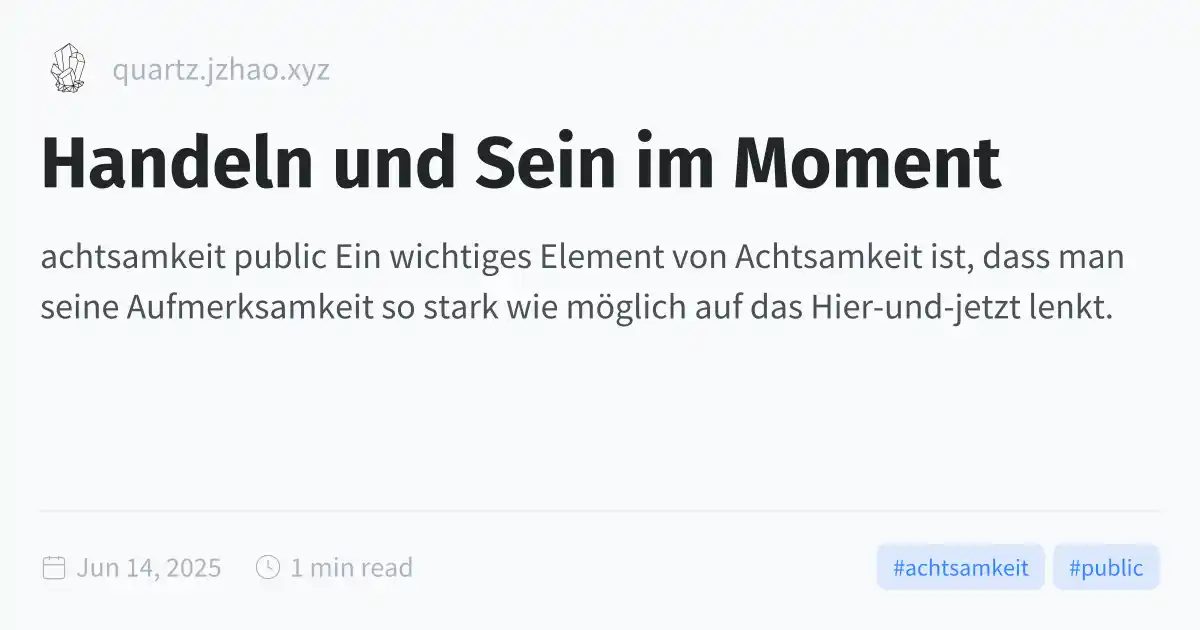 quartz.jzhao.xyz
Handeln und Sein im Moment
achtsamkeit public Ein wichtiges Element von Achtsamkeit ist, dass man
seine Aufmerksamkeit so stark wie möglich auf das Hier-und-jetzt lenkt.
Jun 14, 2025 1 min read #achtsamkeit #public